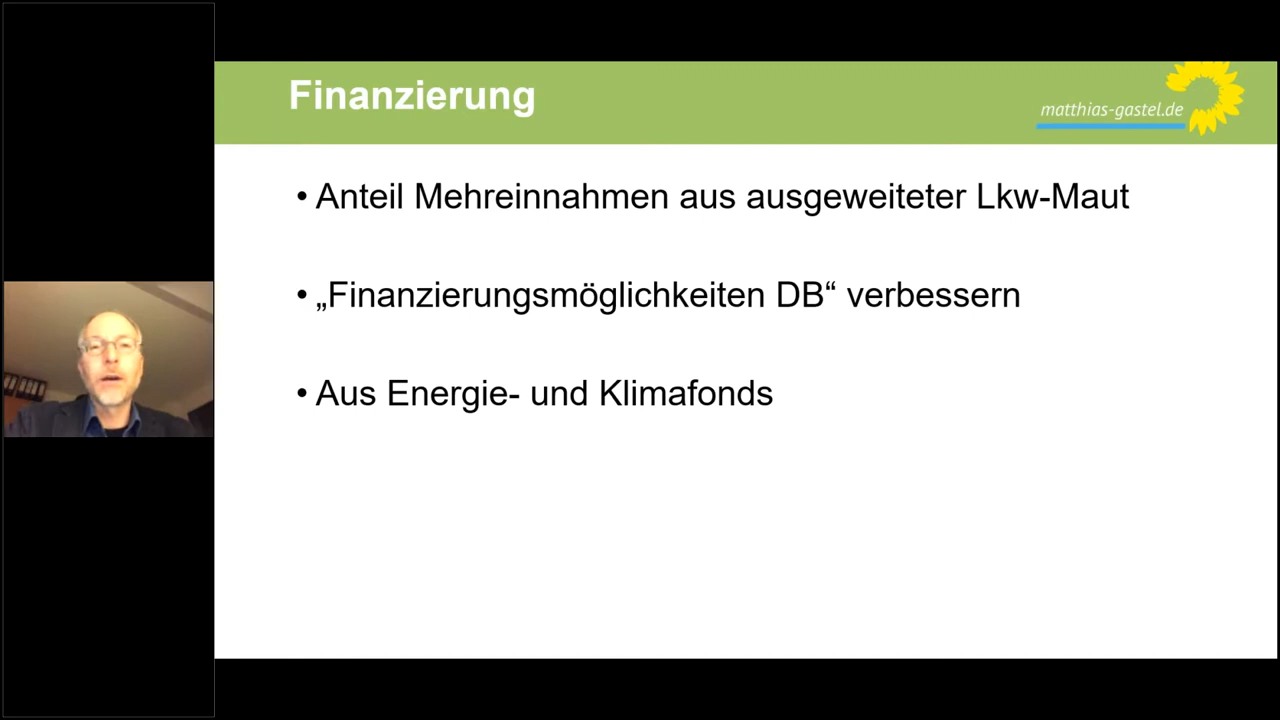 Finanzierung
matthias-gastel.de
• Anteil Mehreinnahmen aus ausgeweiteter Lkw-Maut
• „Finanzierungsmöglichkeiten DB“ verbessern
• Aus Energie- und Klimafonds